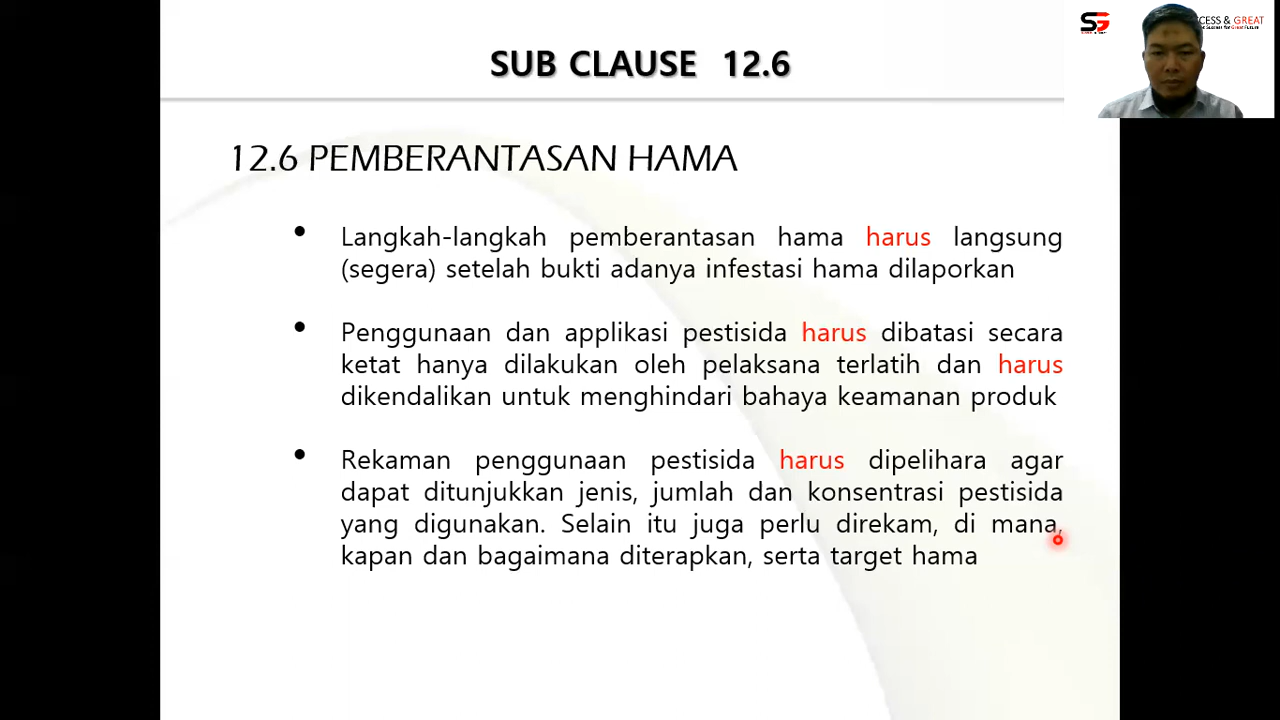 SUB CLAUSE 12.6
CESS & GREAT
12.6 PEMBERANTASAN HAMA
• Langkah-langkah pemberantasan hama harus langsung
(segera) setelah bukti adanya infestasi hama dilaporkan
• Penggunaan dan applikasi pestisida harus dibatasi secara
ketat hanya dilakukan oleh pelaksana terlatih dan harus
dikendalikan untuk menghindari bahaya keamanan produk
• Rekaman penggunaan pestisida harus dipelihara agar
dapat ditunjukkan jenis, jumlah dan konsentrasi pestisida
yang digunakan. Selain itu juga perlu direkam, di mana,
kapan dan bagaimana diterapkan, serta target hama